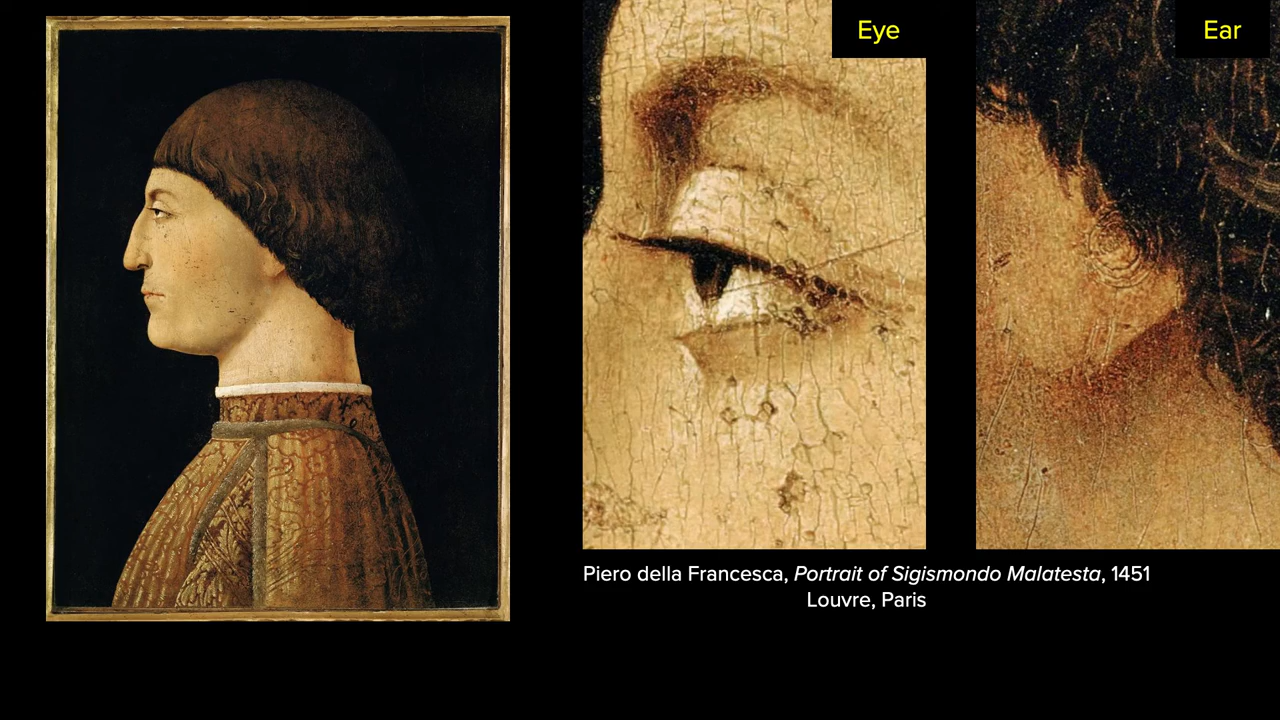 Eye
Ear
Piero della Francesca, Portrait of Sigismondo Malatesta, 1451
Louvre, Paris